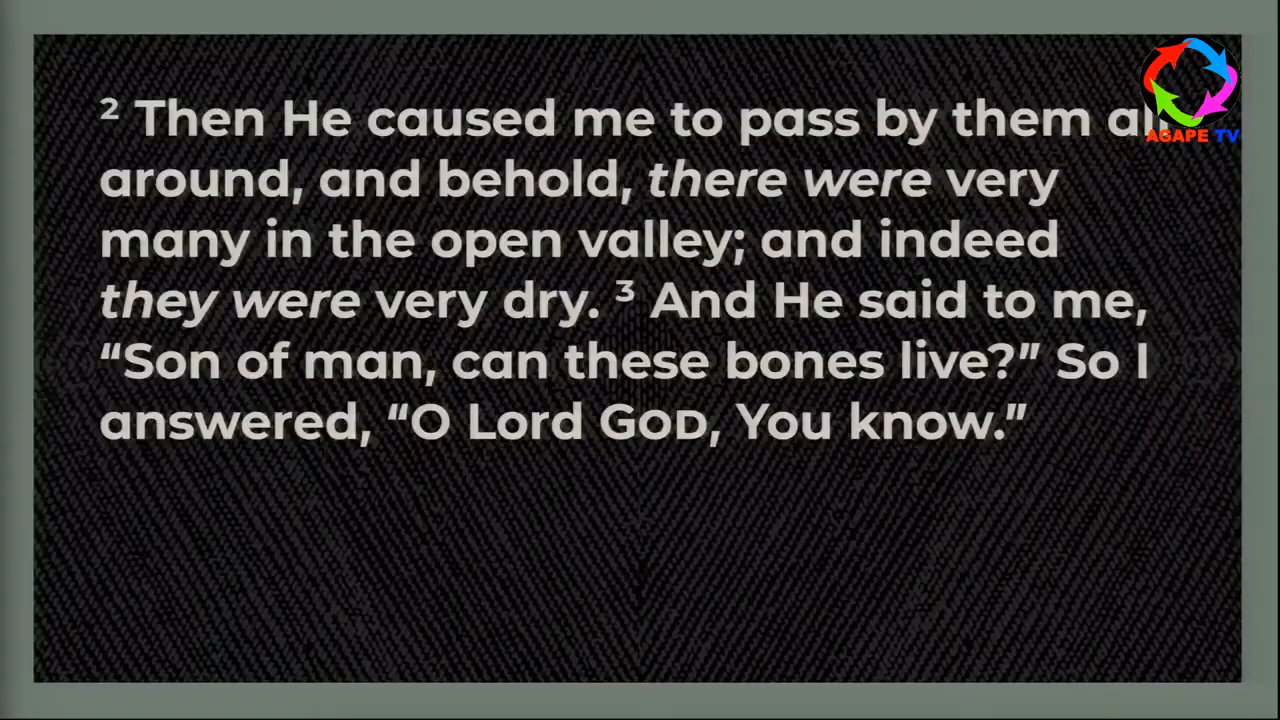 ² Then He caused me to pass by them all
around, and behold, there were very
many in the open valley; and indeed
they were very dry. ³ And He said to me,
“Son of man, can these bones live?” So I
answered, “O Lord GOD, You know.”
AGAPE TV